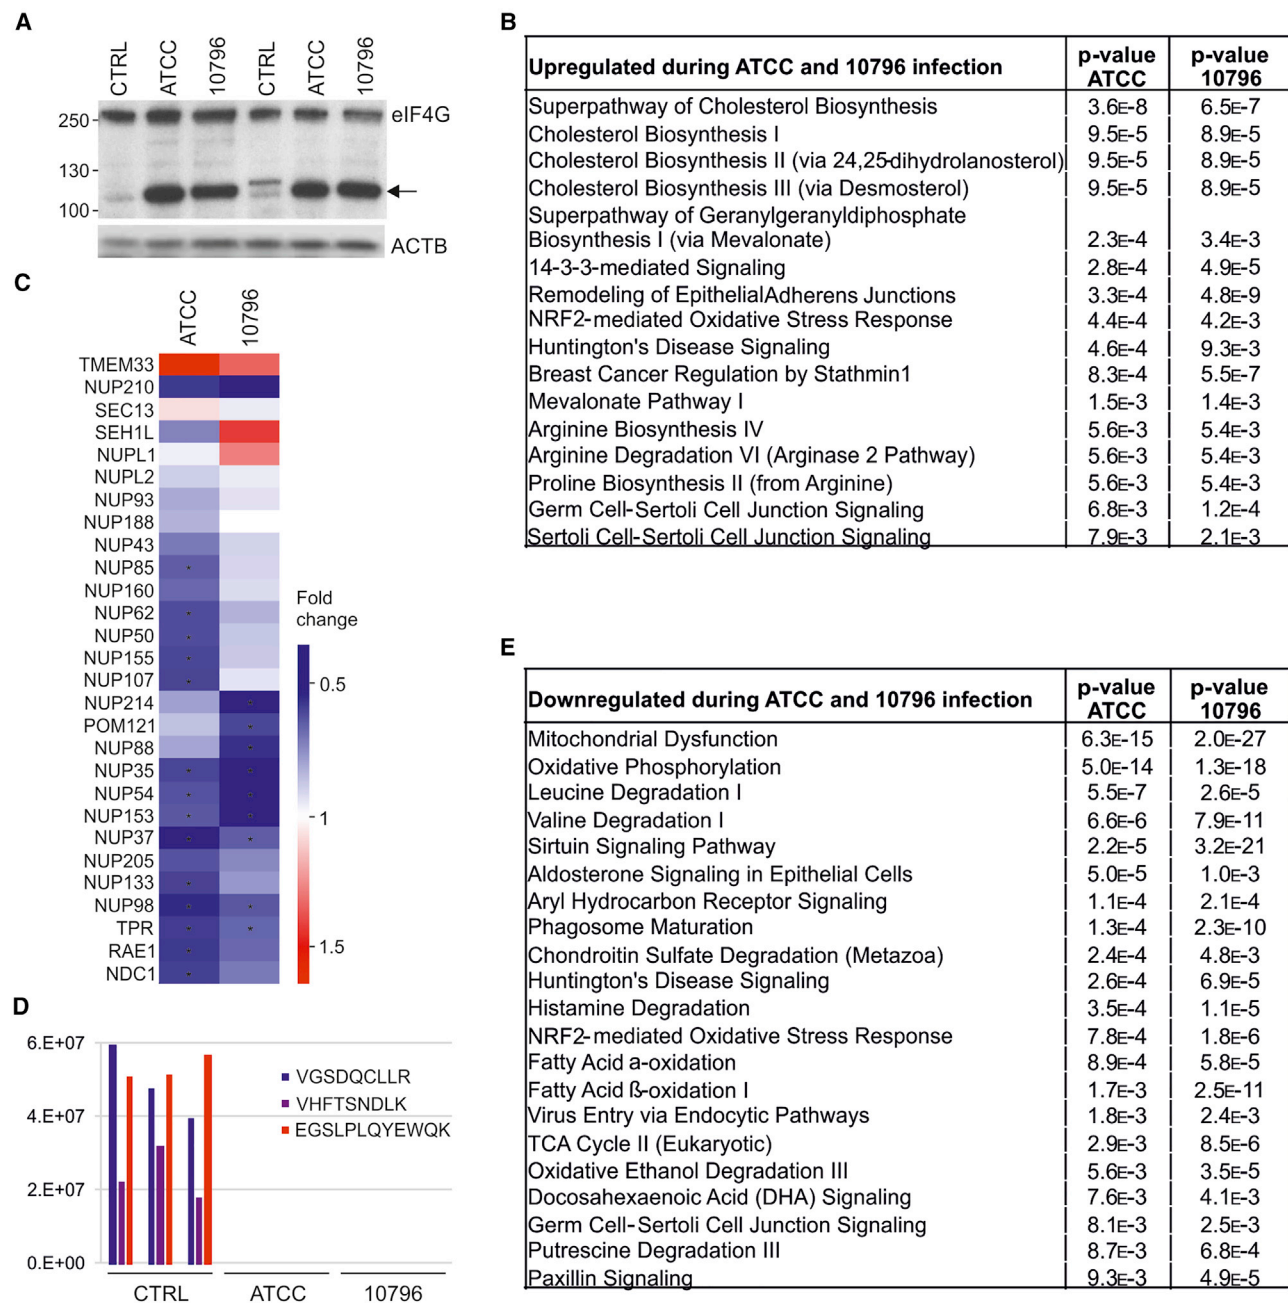 A
CTRL
ATCC
10796
CTRL
ATCC
10796
250
eIF4G
130
100
ACTB
B
Upregulated during ATCC and 10796 infection p-value ATCC p-value 10796
Superpathway of Cholesterol Biosynthesis 3.6E-8 6.5E-7
Cholesterol Biosynthesis I 9.5E-5 8.9E-5
Cholesterol Biosynthesis II (via 24,25-dihydrolanosterol) 9.5E-5 8.9E-5
Cholesterol Biosynthesis III (via Desmosterol) 9.5E-5 8.9E-5
Superpathway of Geranylgeranyldiphosphate
Biosynthesis I (via Mevalonate) 2.3E-4 3.4E-3
14-3-3-mediated Signaling 2.8E-4 4.9E-5
Remodeling of EpithelialAdherens Junctions 3.3E-4 4.8E-9
NRF2-mediated Oxidative Stress Response 4.4E-4 4.2E-3
Huntington's Disease Signaling 4.6E-4 9.3E-3
Breast Cancer Regulation by Stathmin1 8.3E-4 5.5E-7
Mevalonate Pathway I 1.5E-3 1.4E-3
Arginine Biosynthesis IV 5.6E-3 5.4E-3
Arginine Degradation VI (Arginase 2 Pathway) 5.6E-3 5.4E-3
Proline Biosynthesis II (from Arginine) 5.6E-3 5.4E-3
Germ Cell-Sertoli Cell Junction Signaling 6.8E-3 1.2E-4
Sertoli Cell-Sertoli Cell Junction Signaling 7.9E-3 2.1E-3
C
ATCC
10796
TMEM33
NUP210
SEC13
SEH1L
NUPL1
NUPL2
NUP93
NUP188
NUP43
NUP85 *
NUP160
NUP62 *
NUP50 *
NUP155 *
NUP107 *
NUP214 *
POM121 *
NUP88 *
NUP35 * *
NUP54 * *
NUP153 * *
NUP37 * *
NUP205
NUP133 *
NUP98 * *
TPR * *
RAE1 *
NDC1 *
Fold
change
0.5
1
1.5
D
6.E+07
4.E+07
2.E+07
0.E+00
VGSDQCLLR
VHFTSNDLK
EGSLPLQYEWQK
CTRL ATCC 10796
E
Downregulated during ATCC and 10796 infection p-value ATCC p-value 10796
Mitochondrial Dysfunction 6.3E-15 2.0E-27
Oxidative Phosphorylation 5.0E-14 1.3E-18
Leucine Degradation I 5.5E-7 2.6E-5
Valine Degradation I 6.6E-6 7.9E-11
Sirtuin Signaling Pathway 2.2E-5 3.2E-21
Aldosterone Signaling in Epithelial Cells 5.0E-5 1.0E-3
Aryl Hydrocarbon Receptor Signaling 1.1E-4 2.1E-4
Phagosome Maturation 1.3E-4 2.3E-10
Chondroitin Sulfate Degradation (Metazoa) 2.4E-4 4.8E-3
Huntington's Disease Signaling 2.6E-4 6.9E-5
Histamine Degradation 3.5E-4 1.1E-5
NRF2-mediated Oxidative Stress Response 7.8E-4 1.8E-6
Fatty Acid a-oxidation 8.9E-4 5.8E-5
Fatty Acid ß-oxidation I 1.7E-3 2.5E-11
Virus Entry via Endocytic Pathways 1.8E-3 2.4E-3
TCA Cycle II (Eukaryotic) 2.9E-3 8.5E-6
Oxidative Ethanol Degradation III 5.6E-3 3.5E-5
Docosahexaenoic Acid (DHA) Signaling 7.6E-3 4.1E-3
Germ Cell-Sertoli Cell Junction Signaling 8.1E-3 2.5E-3
Putrescine Degradation III 8.7E-3 6.8E-4
Paxillin Signaling 9.3E-3 4.9E-5